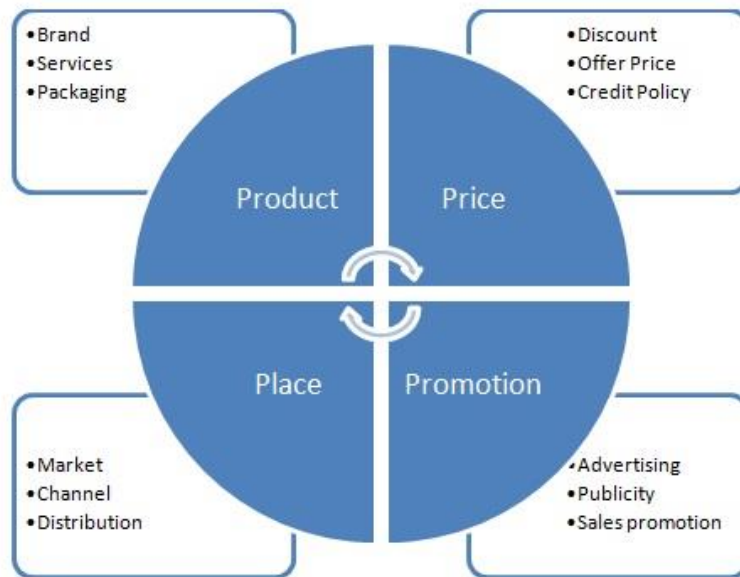 •Brand
•Services
•Packaging
•Discount
•Offer Price
•Credit Policy
Product
Price
Place
Promotion
•Market
•Channel
•Distribution
•Advertising
•Publicity
•Sales promotion